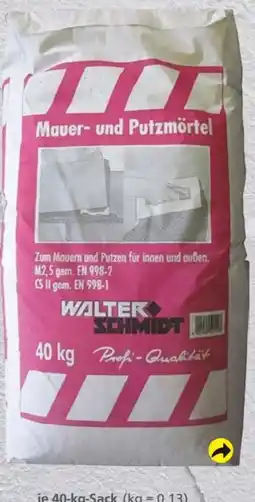 Mauer- und Putzmörtel
Zum Mauern und Putzen für innen und außen.
M2,5 gem. EN 998-2
CS II gem. EN 998-1
WALTER
SCHMIDT
40 kg
Profi-Qualität
je 40-kg-Sack (kg = 0,13)